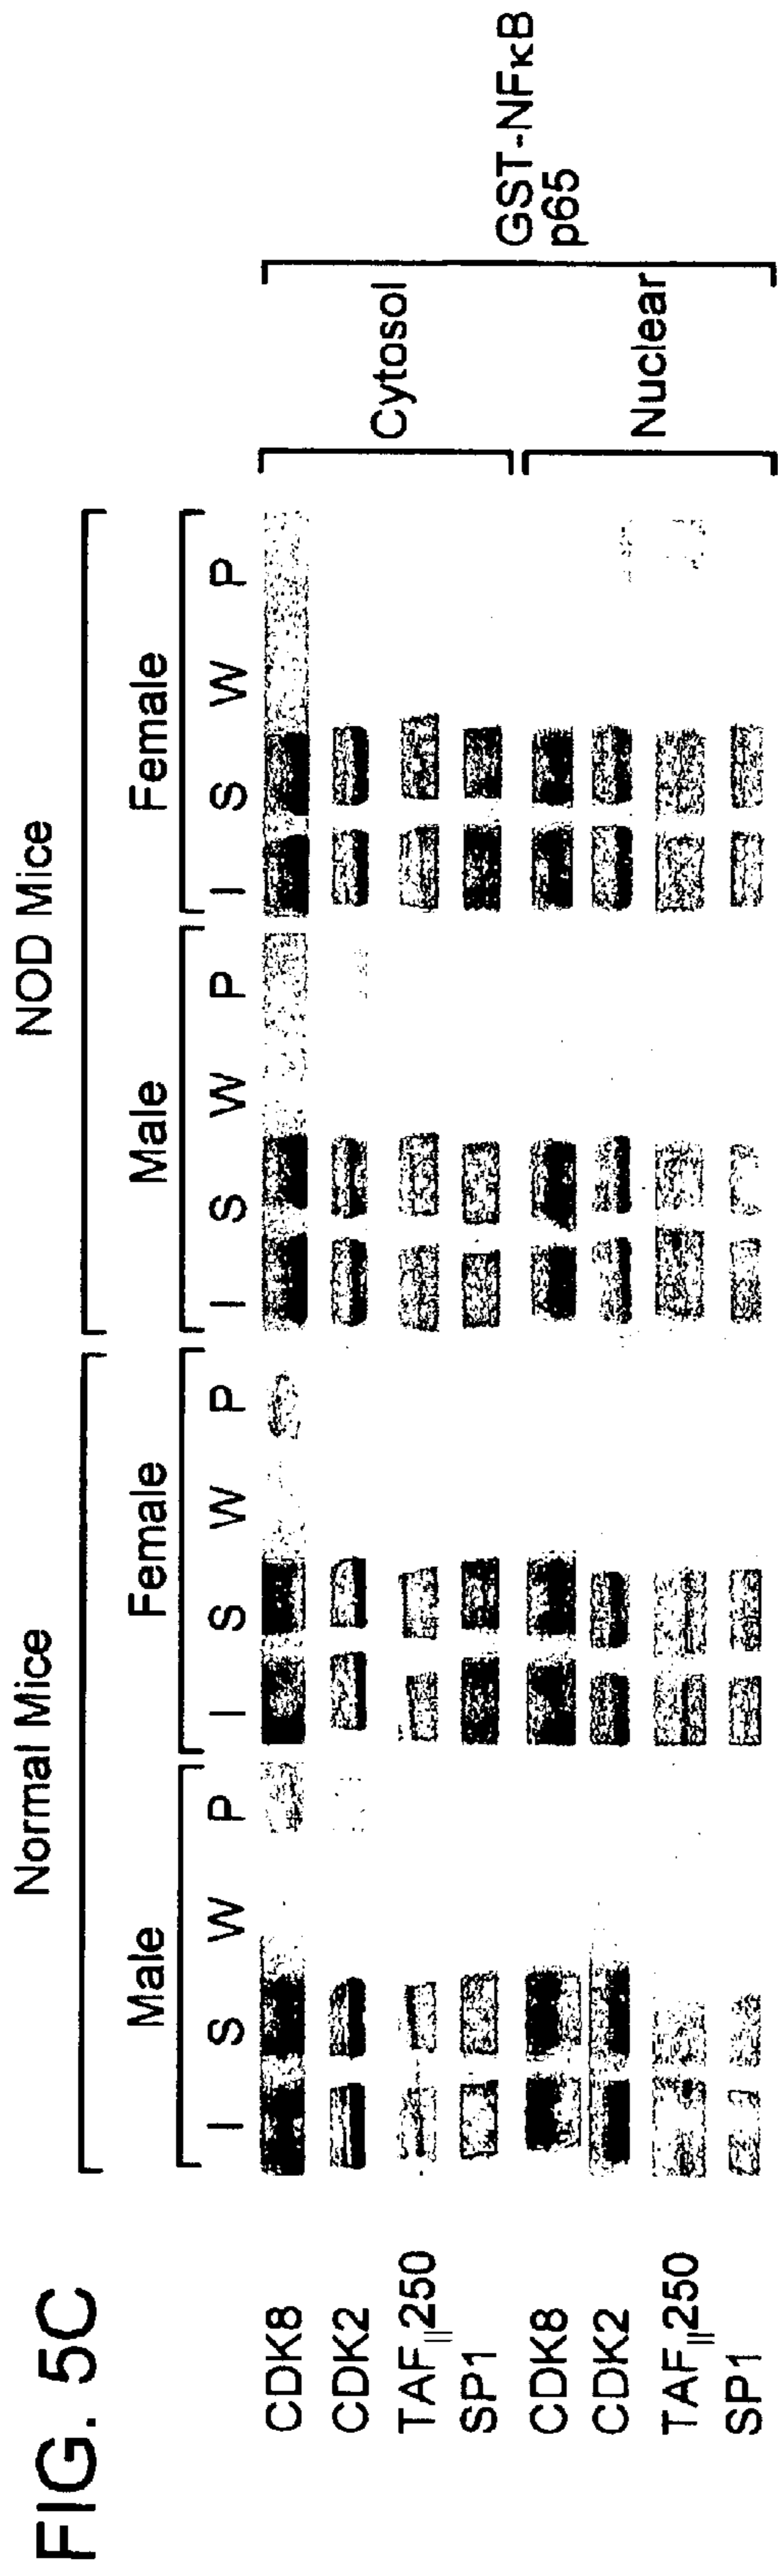 FIG. 5C
Normal Mice NOD Mice
Male Female Male Female
I S W P I S W P I S W P I S W P
CDK8
CDK2
TAF_II250
SP1
CDK8
CDK2
TAF_II250
SP1
Cytosol
Nuclear
GST-NFκB
p65